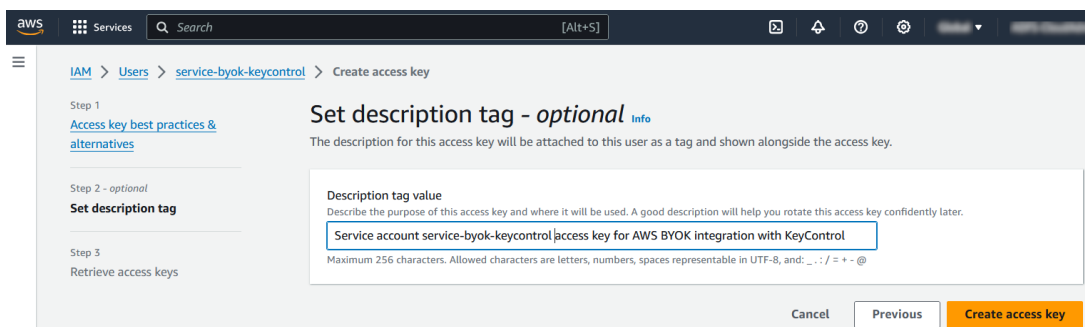 aws Services Search [Alt+S]
IAM > Users > service-byok-keycontrol > Create access key
Step 1
Access key best practices &
alternatives
Step 2 - optional
Set description tag
Step 3
Retrieve access keys
Set description tag - optional Info
The description for this access key will be attached to this user as a tag and shown alongside the access key.
Description tag value
Describe the purpose of this access key and where it will be used. A good description will help you rotate this access key confidently later.
Service account service-byok-keycontrol access key for AWS BYOK integration with KeyControl
Maximum 256 characters. Allowed characters are letters, numbers, spaces representable in UTF-8, and: _ . : / = + - @
Cancel Previous Create access key